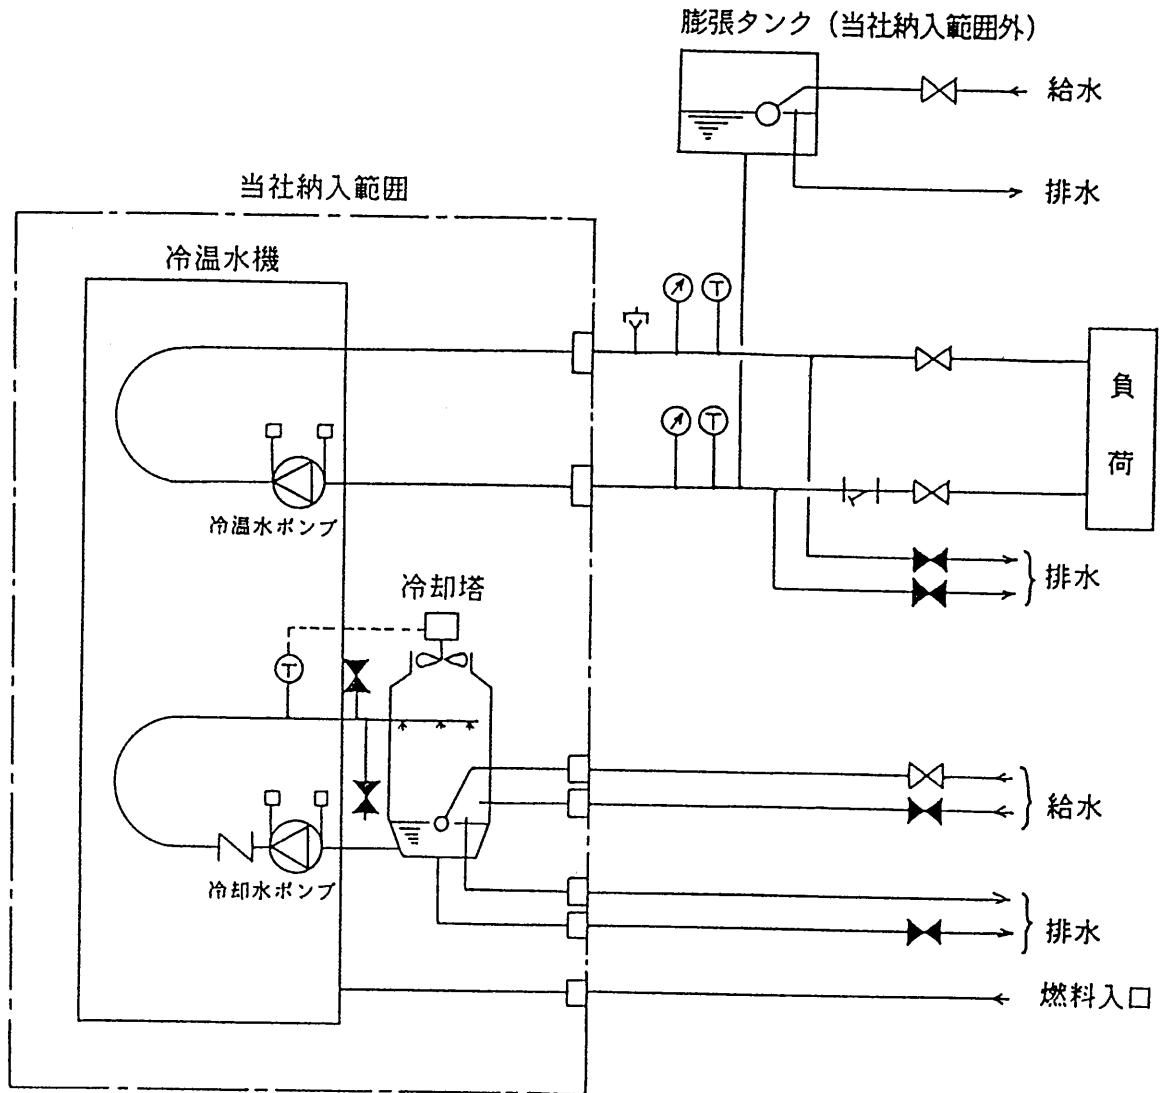 膨張タンク(当社納入範囲外)
給水
排水
当社納入範囲
冷温水機
T
T
負
荷
冷温水ポンプ
排水
冷却塔
T
給水
冷却水ポンプ
排水
燃料入口